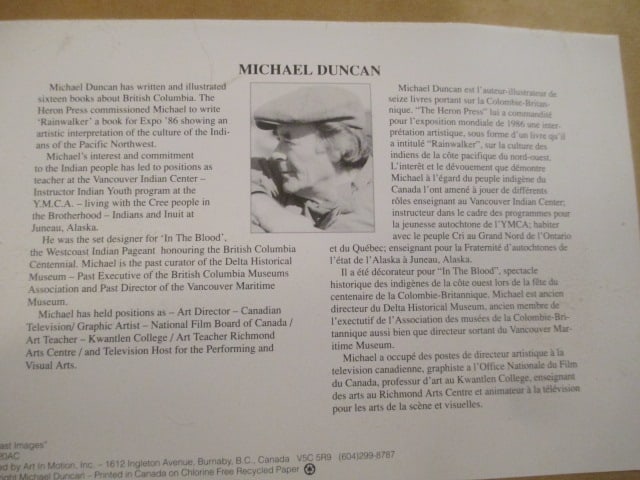 MICHAEL DUNCAN
Michael Duncan has written and illustrated
sixteen books about British Columbia. The
Heron Press commissioned Michael to write
'Rainwalker' a book for Expo '86 showing an
artistic interpretation of the culture of the Indi-
ans of the Pacific Northwest.
Michael's interest and commitment
to the Indian people has led to positions as
teacher at the Vancouver Indian Center –
Instructor Indian Youth program at the
Y.M.C.A. – living with the Cree people in
the Brotherhood – Indians and Inuit at
Juneau, Alaska.
He was the set designer for 'In The Blood',
the Westcoast Indian Pageant honouring the British Columbia
Centennial. Michael is the past curator of the Delta Historical
Museum – Past Executive of the British Columbia Museums
Association and Past Director of the Vancouver Maritime
Museum.
Michael has held positions as – Art Director – Canadian
Television/ Graphic Artist – National Film Board of Canada /
Art Teacher – Kwantlen College / Art Teacher Richmond
Arts Centre / and Television Host for the Performing and
Visual Arts.
Michael Duncan est l'auteur-illustrateur de
seize livres portant sur la Colombie-Britan-
nique. "The Heron Press" lui a commandité
pour l'exposition mondiale de 1986 une inter-
prétation artistique, sous forme d'un livre qu'il
a intitulé "Rainwalker", sur la culture des
indiens de la côte pacifique du nord-ouest.
L'interêt et le dévouement que démontre
Michael à l'égard du peuple indigène du
Canada l'ont amené à jouer de différents
rôles enseignant au Vancouver Indian Center;
instructeur dans le cadre des programmes pour
la jeunesse autochtone de l'YMCA; habiter
avec le peuple Cri au Grand Nord de l'Ontario
et du Québec; enseignant pour la Fraternité d'autochtones de
l'état de l'Alaska à Juneau, Alaska.
Il a été décorateur pour "In The Blood", spectacle
historique des indigènes de la côte ouest lors de la fête du
centenaire de la Colombie-Britannique. Michael est ancien
directeur du Delta Historical Museum, ancien membre de
l'executif de l'Association des musées de la Colombie-Bri-
tannique aussi bien que directeur sortant du Vancouver Mar-
itime Museum.
Michael a occupé des postes de directeur artistique à la
télevision canadienne, graphiste a l'Office Nationale du Film
du Canada, professur d'art au Kwantlen College, enseignant
des arts au Richmond Arts Centre et animateur à la télévision
pour les arts de la scène et visuelles.
ast Images"
20AC
ed by Art In Motion, Inc. – 1612 Ingleton Avenue, Burnaby, B.C., Canada V5C 5R9 (604)299-8787
right Michael Duncan – Printed in Canada on Chlorine Free Recycled Paper